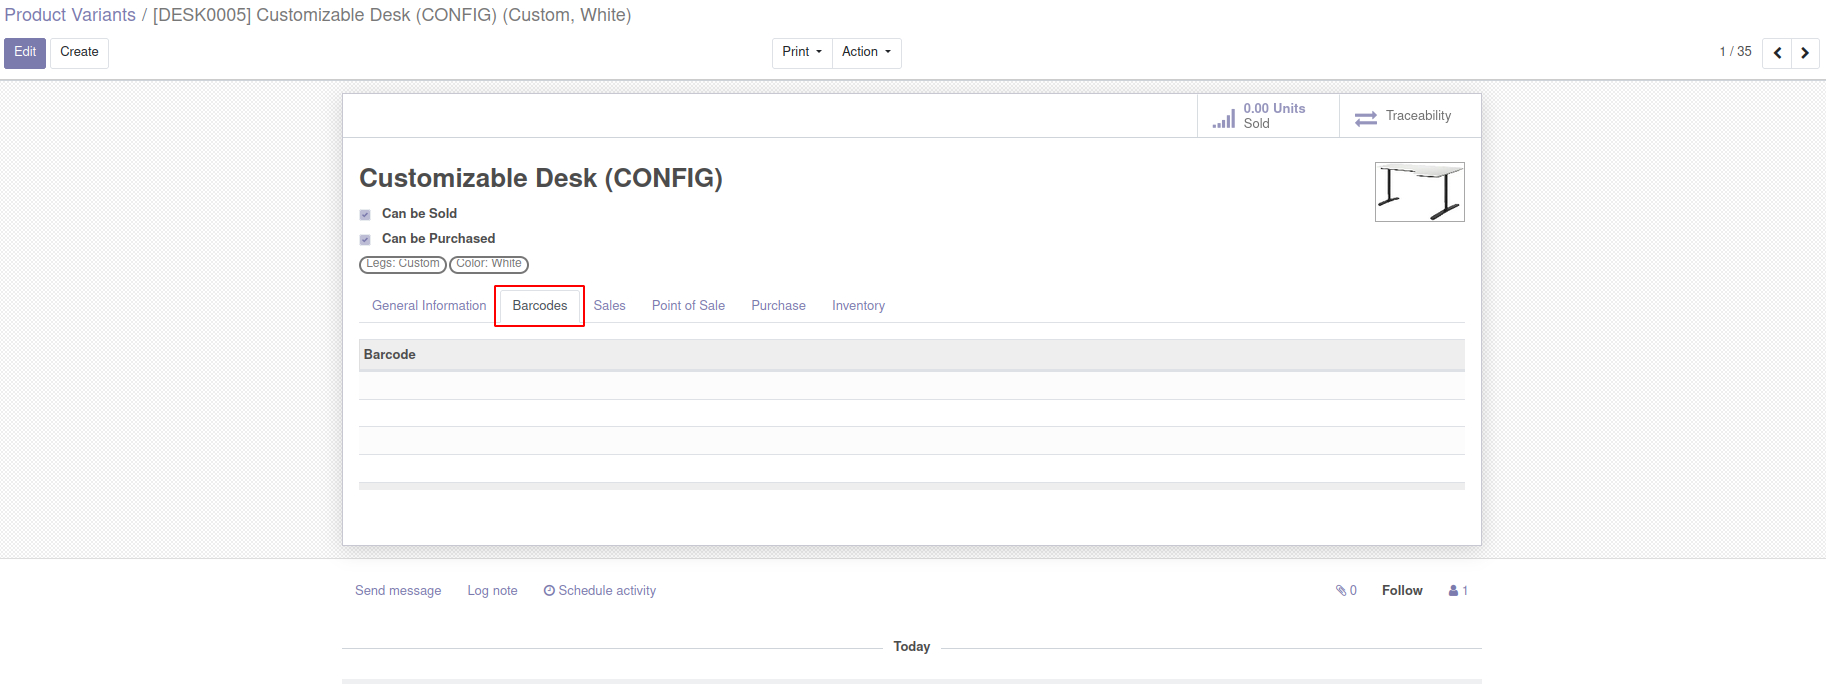 Product Variants / [DESK0005] Customizable Desk (CONFIG) (Custom, White)
Edit Create Print Action 1 / 35
0.00 Units
Sold
Traceability
Customizable Desk (CONFIG)
Can be Sold
Can be Purchased
Legs: Custom Color: White
General Information Barcodes Sales Point of Sale Purchase Inventory
Barcode
Send message Log note Schedule activity 0 Follow 1
Today